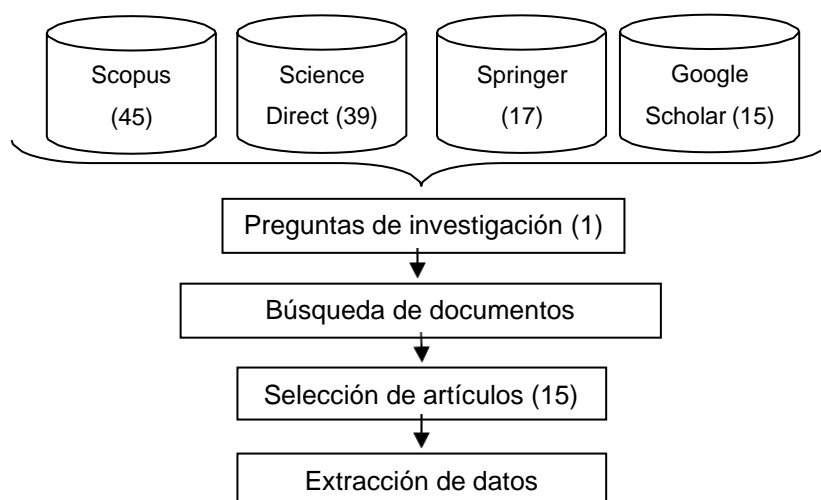 Scopus
(45)
Science
Direct (39)
Springer
(17)
Google
Scholar (15)
Preguntas de investigación (1)
Búsqueda de documentos
Selección de artículos (15)
Extracción de datos